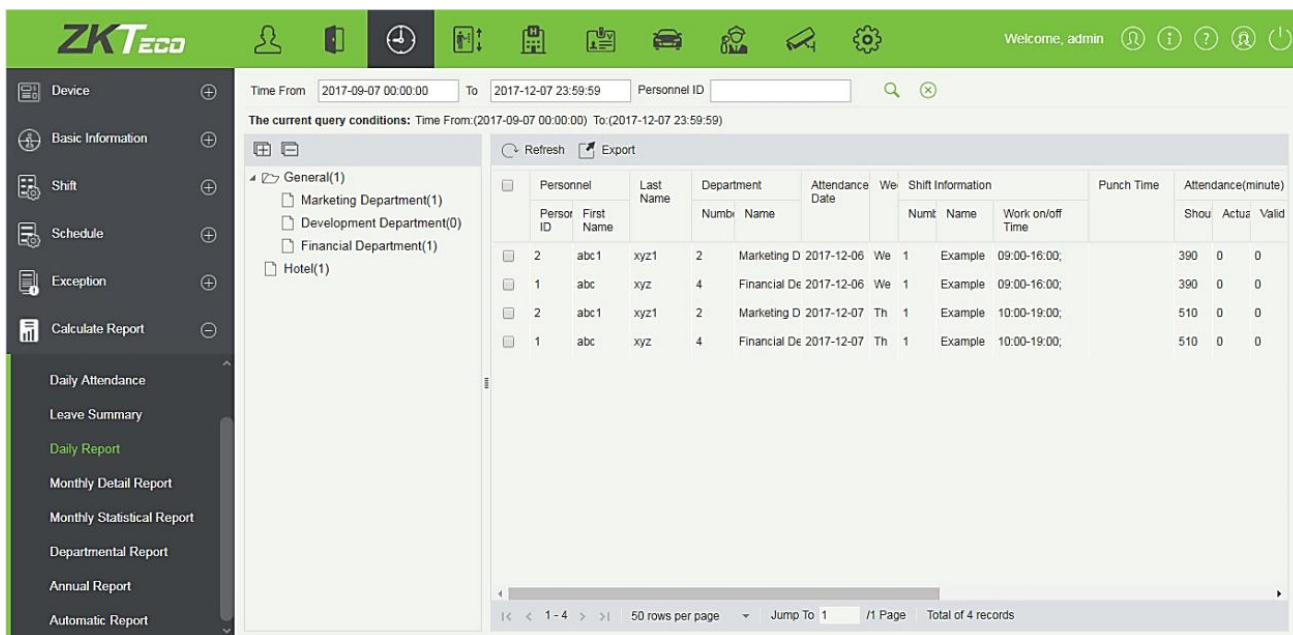 ZKTECO
Welcome, admin
Device
Basic Information
Shift
Schedule
Exception
Calculate Report
Daily Attendance
Leave Summary
Daily Report
Monthly Detail Report
Monthly Statistical Report
Departmental Report
Annual Report
Automatic Report
Time From 2017-09-07 00:00:00 To 2017-12-07 23:59:59 Personnel ID
The current query conditions: Time From:(2017-09-07 00:00:00) To:(2017-12-07 23:59:59)
General(1)
Marketing Department(1)
Development Department(0)
Financial Department(1)
Hotel(1)
Refresh Export
Personnel Last Name Department Attendance Date We Shift Information Punch Time Attendance(minute)
Person ID First Name Numb Name Numb Name Work on/off Time Shou Actua Valid
2 abc1 xyz1 2 Marketing D 2017-12-06 We 1 Example 09:00-16:00; 390 0 0
1 abc xyz 4 Financial De 2017-12-06 We 1 Example 09:00-16:00; 390 0 0
2 abc1 xyz1 2 Marketing D 2017-12-07 Th 1 Example 10:00-19:00; 510 0 0
1 abc xyz 4 Financial De 2017-12-07 Th 1 Example 10:00-19:00; 510 0 0
1 - 4 50 rows per page Jump To 1 /1 Page Total of 4 records